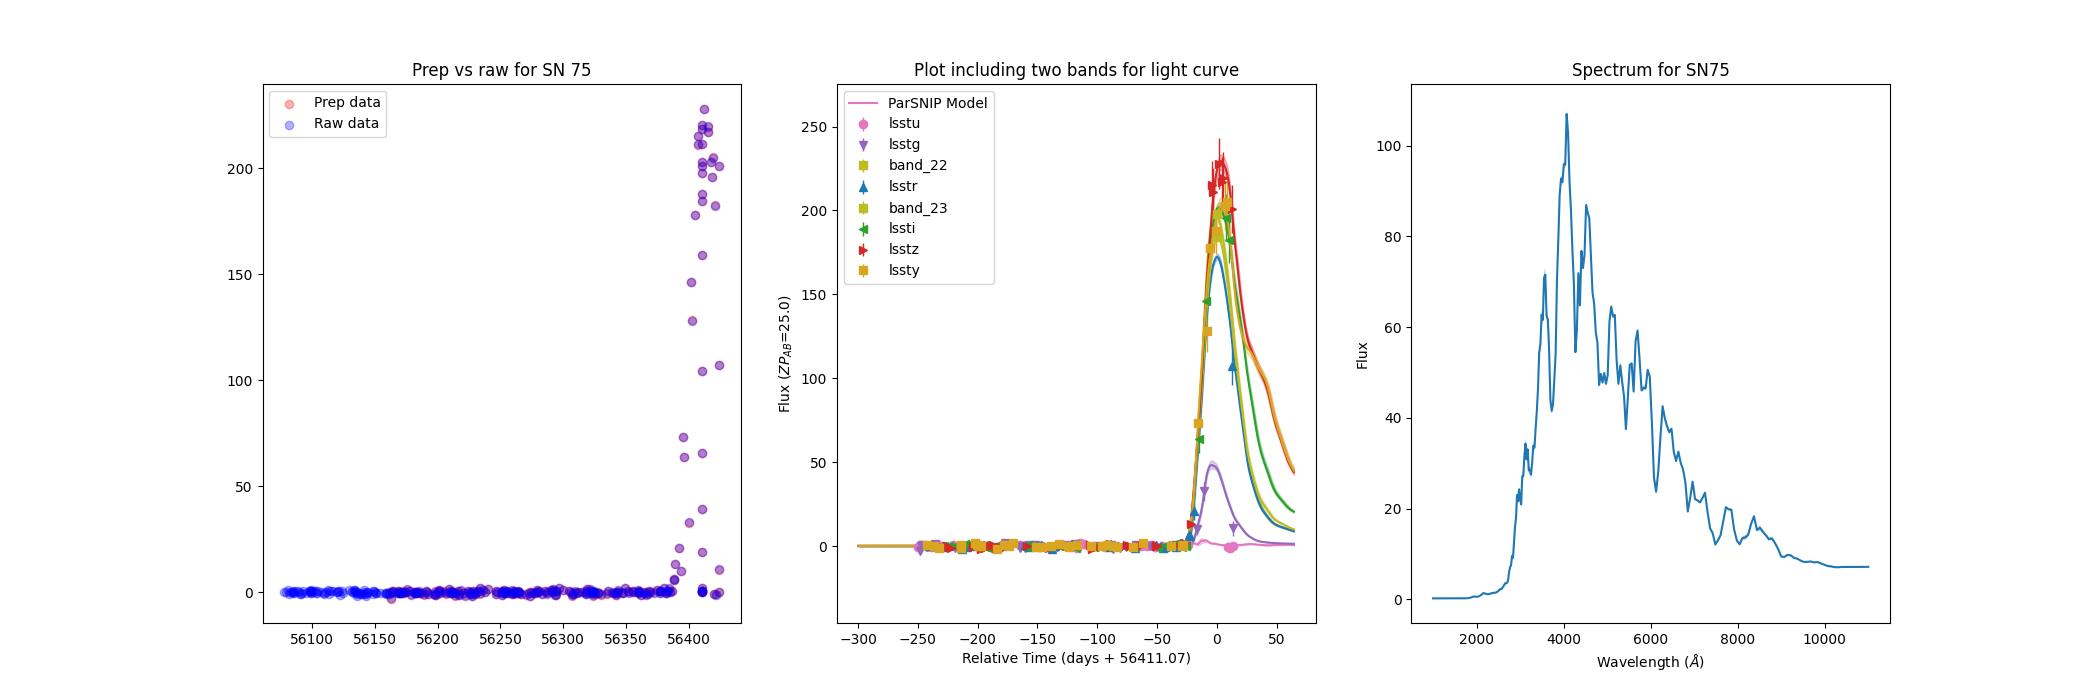 Prep vs raw for SN 75
Prep data
Raw data
200
150
100
50
0
56100 56150 56200 56250 56300 56350 56400
Plot including two bands for light curve
ParSNIP Model
lsstu
lsstg
band_22
lsstr
band_23
lssti
lsstz
lssty
Flux (ZP_AB=25.0)
250
200
150
100
50
0
−300 −250 −200 −150 −100 −50 0 50
Relative Time (days + 56411.07)
Spectrum for SN75
Flux
100
80
60
40
20
0
2000 4000 6000 8000 10000
Wavelength (Å)